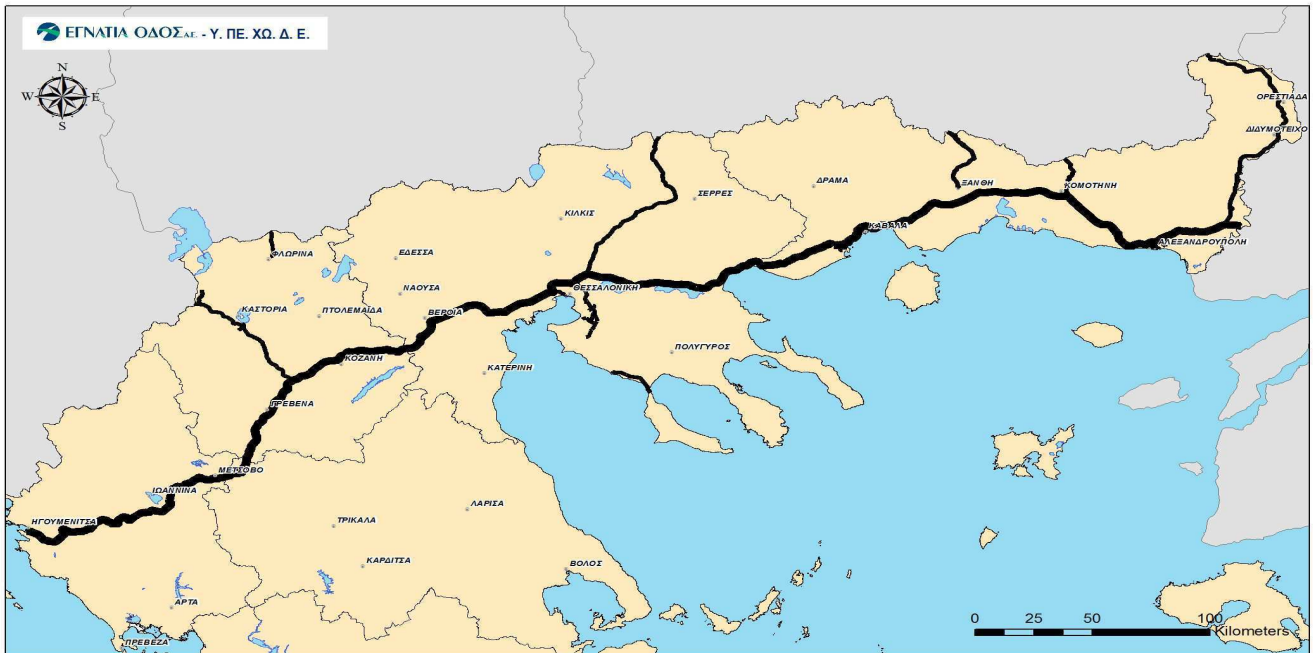 ΕΓΝΑΤΙΑ ΟΔΟΣ Α.Ε. - Υ. ΠΕ. ΧΩ. Δ. Ε.
N
W E
S
ΟΡΕΣΤΙΑΔΑ
ΔΙΔΥΜΟΤΕΙΧΟ
ΔΡΑΜΑ
ΞΑΝΘΗ
ΚΟΜΟΤΗΝΗ
ΣΕΡΡΕΣ
ΚΙΛΚΙΣ
ΚΑΒΑΛΑ
ΑΛΕΞΑΝΔΡΟΥΠΟΛΗ
ΦΛΩΡΙΝΑ
ΕΔΕΣΣΑ
ΝΑΟΥΣΑ
ΘΕΣΣΑΛΟΝΙΚΗ
ΚΑΣΤΟΡΙΑ
ΠΤΟΛΕΜΑΪΔΑ
ΒΕΡΟΙΑ
ΠΟΛΥΓΥΡΟΣ
ΚΟΖΑΝΗ
ΚΑΤΕΡΙΝΗ
ΓΡΕΒΕΝΑ
ΜΕΤΣΟΒΟ
ΙΩΑΝΝΙΝΑ
ΗΓΟΥΜΕΝΙΤΣΑ
ΛΑΡΙΣΑ
ΤΡΙΚΑΛΑ
ΚΑΡΔΙΤΣΑ
ΒΟΛΟΣ
ΑΡΤΑ
ΠΡΕΒΕΖΑ
0 25 50 100
Kilometers